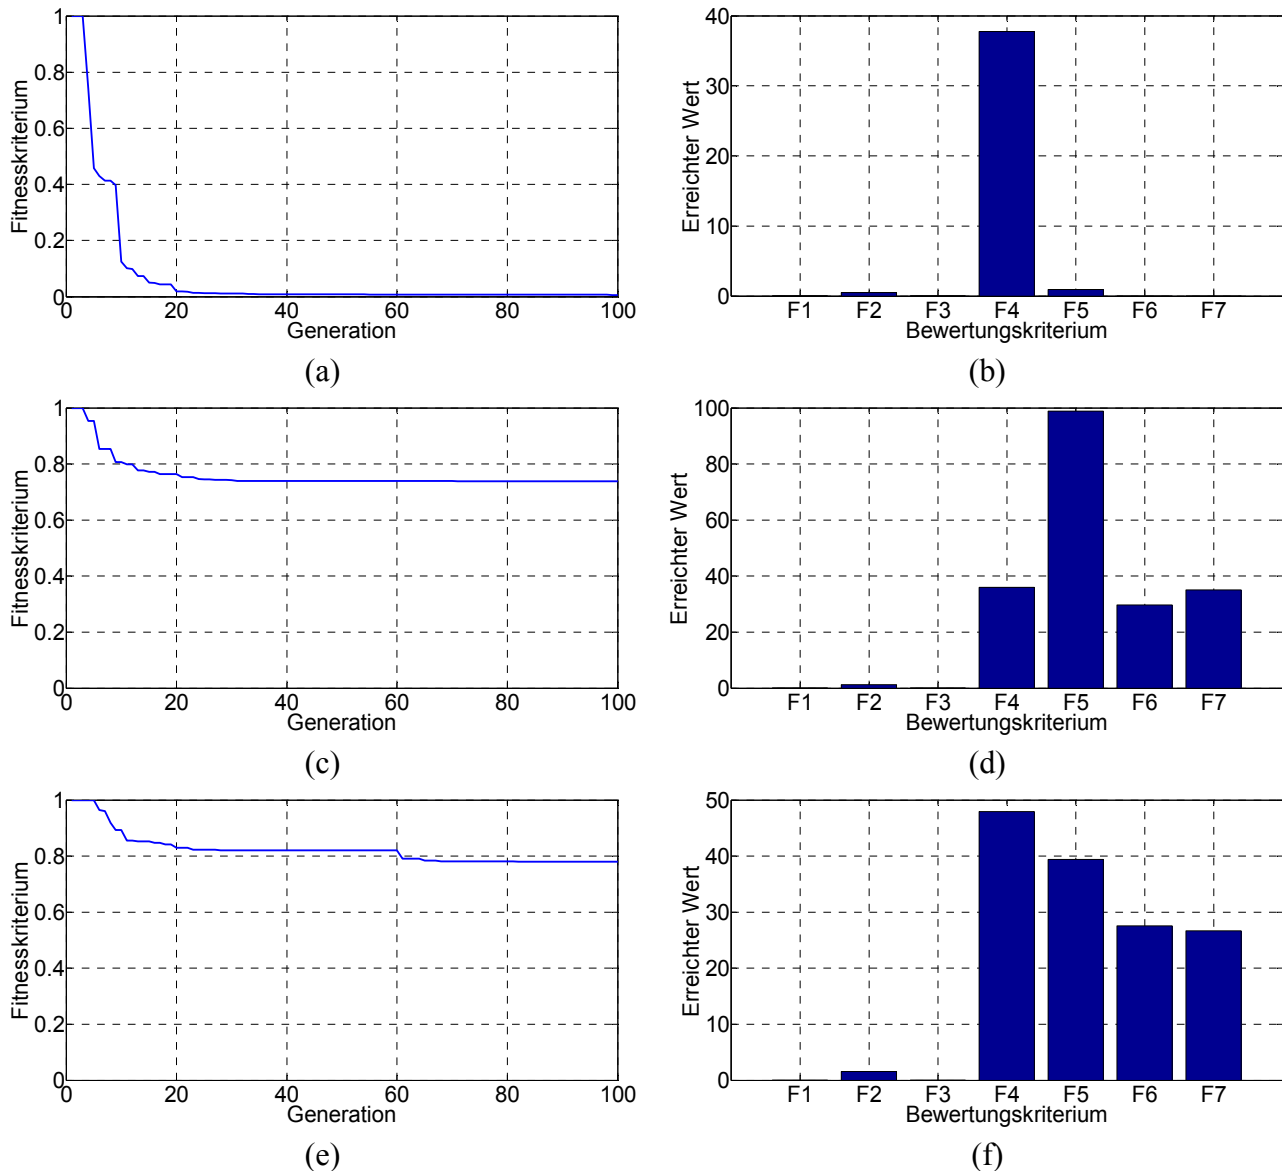 1
0.8
0.6
0.4
0.2
0
Fitnesskriterium
0 20 40 60 80 100
Generation
(a)
40
30
20
10
0
Erreichter Wert
F1 F2 F3 F4 F5 F6 F7
Bewertungskriterium
(b)
1
0.8
0.6
0.4
0.2
0
Fitnesskriterium
0 20 40 60 80 100
Generation
(c)
100
80
60
40
20
0
Erreichter Wert
F1 F2 F3 F4 F5 F6 F7
Bewertungskriterium
(d)
1
0.8
0.6
0.4
0.2
0
Fitnesskriterium
0 20 40 60 80 100
Generation
(e)
50
40
30
20
10
0
Erreichter Wert
F1 F2 F3 F4 F5 F6 F7
Bewertungskriterium
(f)